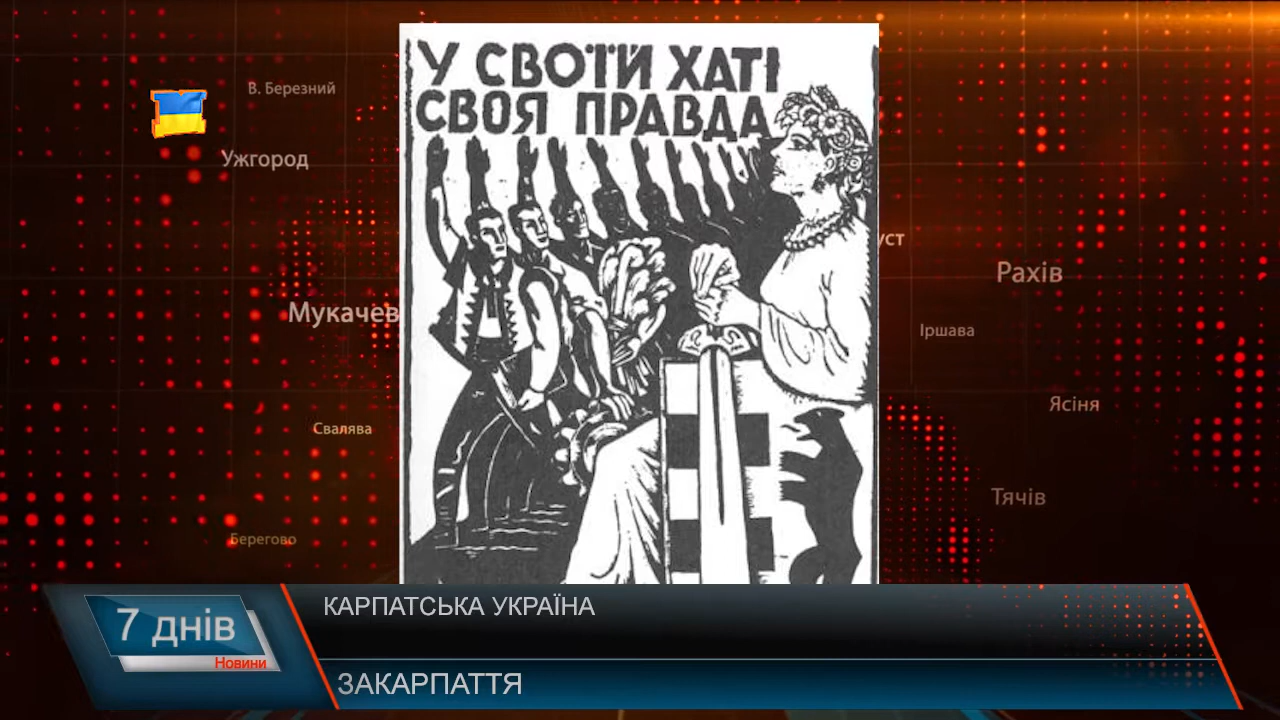 У СВОЇЙ ХАТІ
СВОЯ ПРАВДА
В. Березний
Ужгород
уст
Рахів
Мукачев
Іршава
Ясіня
Свалява
Тячів
Берегово
7 днів
Новини
КАРПАТСЬКА УКРАЇНА
ЗАКАРПАТТЯ